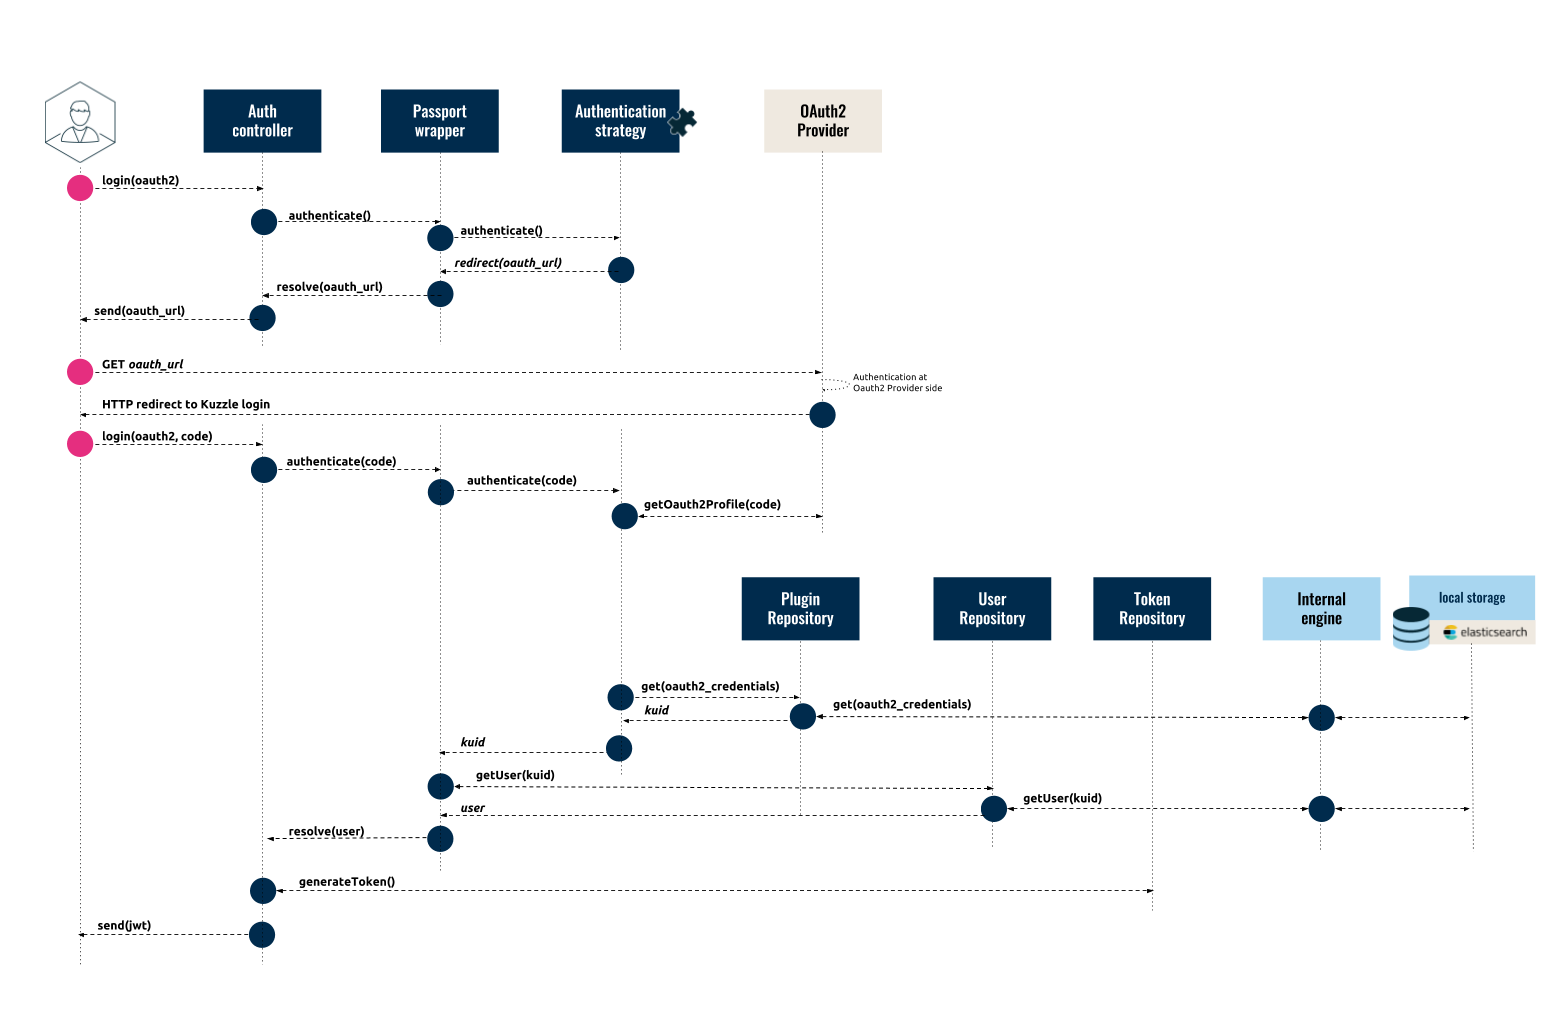 Auth
controller
Passport
wrapper
Authentication
strategy
OAuth2
Provider
login(oauth2)
authenticate()
authenticate()
redirect(oauth_url)
resolve(oauth_url)
send(oauth_url)
GET oauth_url
Authentication at
Oauth2 Provider side
HTTP redirect to Kuzzle login
login(oauth2, code)
authenticate(code)
authenticate(code)
getOauth2Profile(code)
Plugin
Repository
User
Repository
Token
Repository
Internal
engine
local storage
elasticsearch
get(oauth2_credentials)
kuid
get(oauth2_credentials)
kuid
getUser(kuid)
getUser(kuid)
user
resolve(user)
generateToken()
send(jwt)